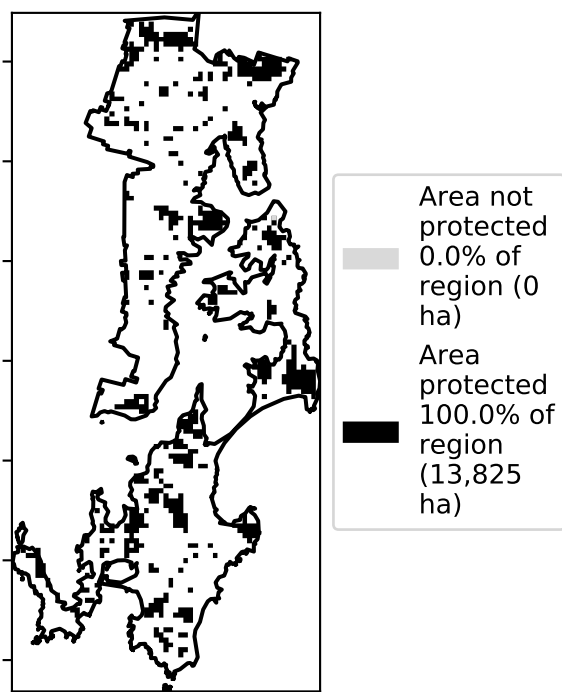 Area not
protected
0.0% of
region (0
ha)
Area
protected
100.0% of
region
(13,825
ha)